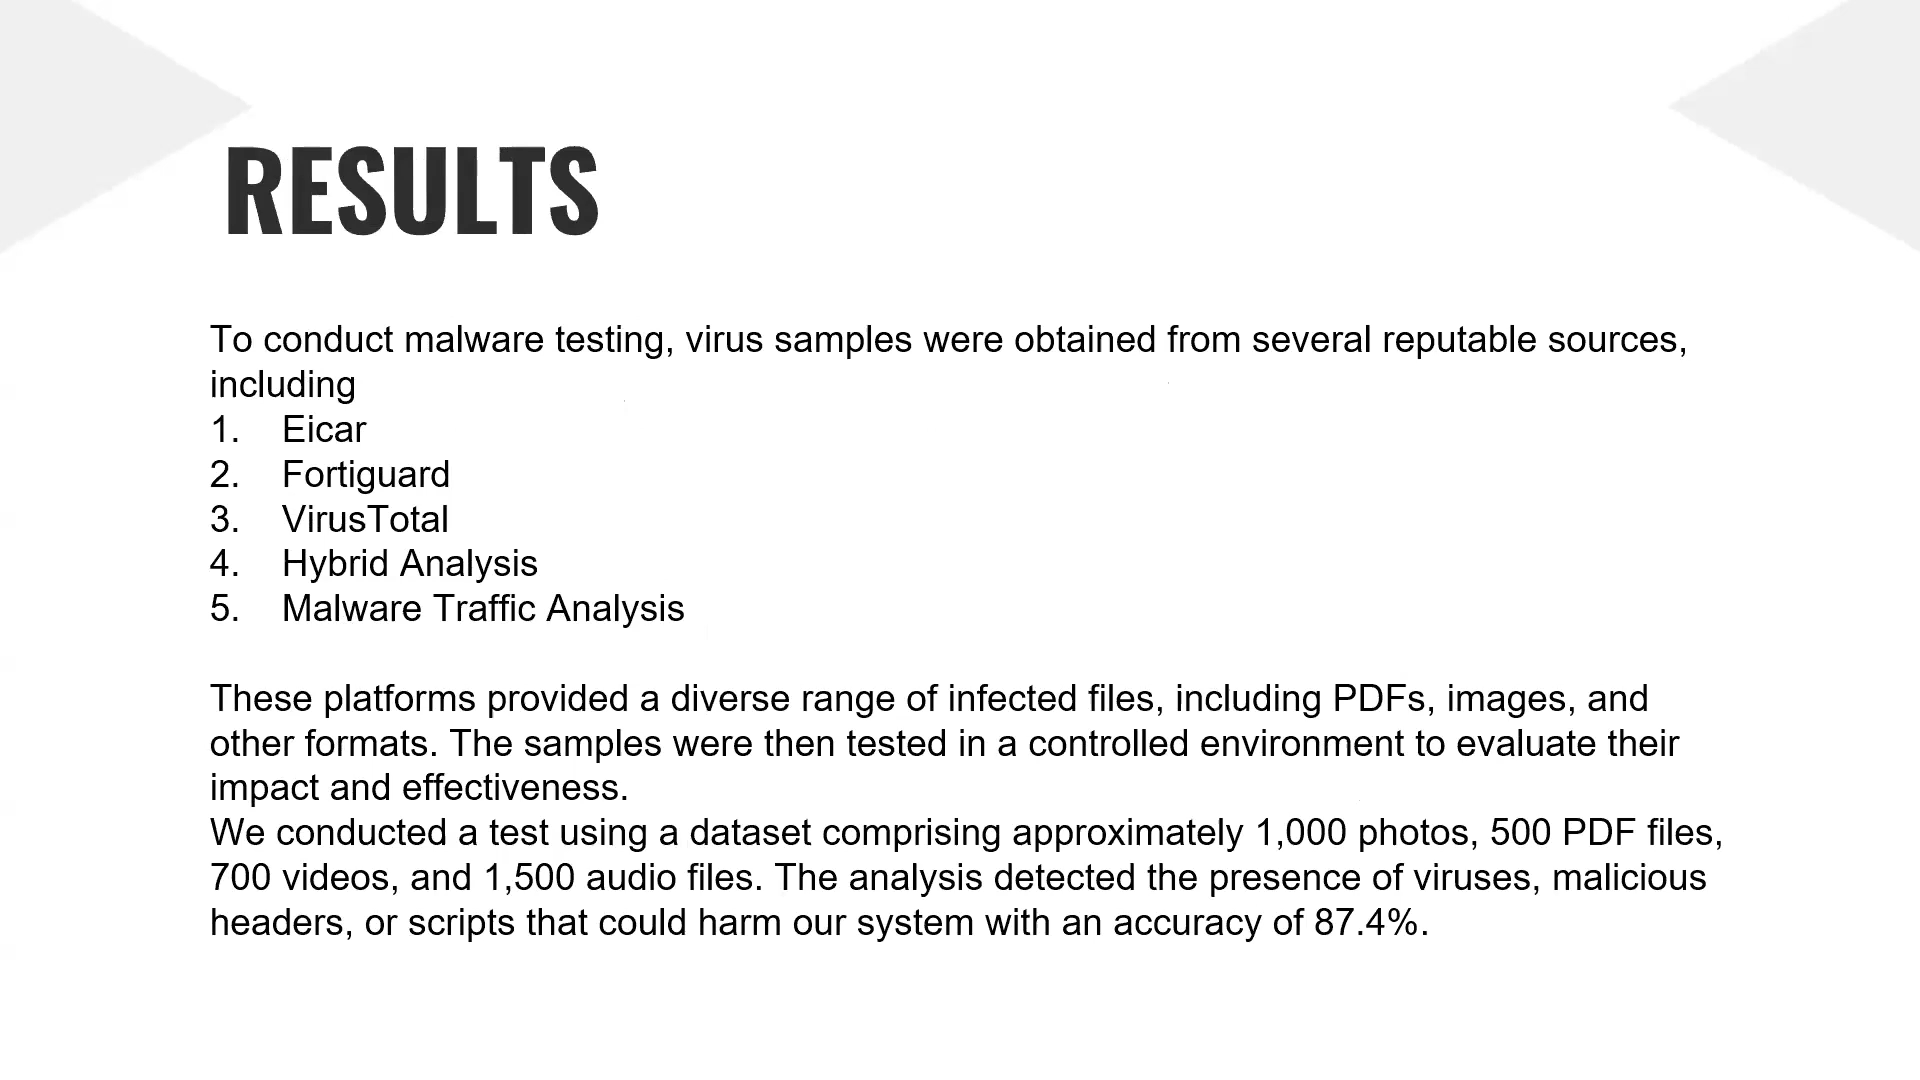 RESULTS
To conduct malware testing, virus samples were obtained from several reputable sources,
including
1. Eicar
2. Fortiguard
3. VirusTotal
4. Hybrid Analysis
5. Malware Traffic Analysis
These platforms provided a diverse range of infected files, including PDFs, images, and
other formats. The samples were then tested in a controlled environment to evaluate their
impact and effectiveness.
We conducted a test using a dataset comprising approximately 1,000 photos, 500 PDF files,
700 videos, and 1,500 audio files. The analysis detected the presence of viruses, malicious
headers, or scripts that could harm our system with an accuracy of 87.4%.